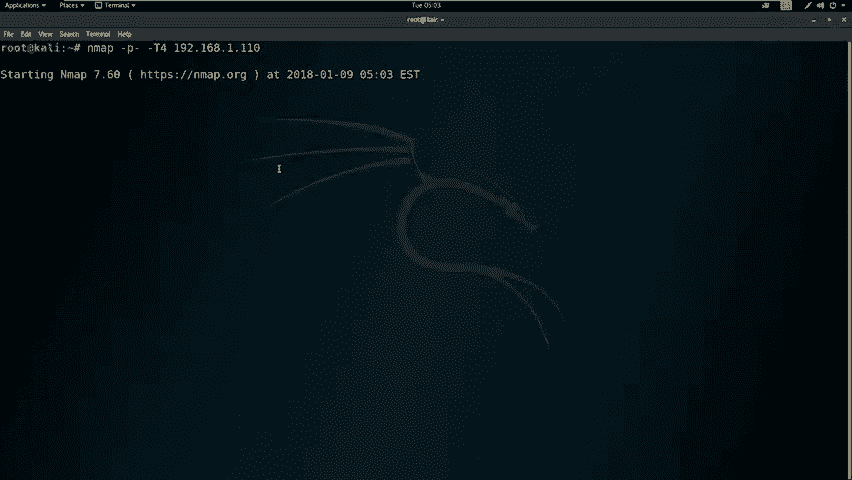 Applications Places Terminal Tue 05:03
root@kali: ~
File Edit View Search Terminal Help
root@kali:~# nmap -p- -T4 192.168.1.110
Starting Nmap 7.60 ( https://nmap.org ) at 2018-01-09 05:03 EST